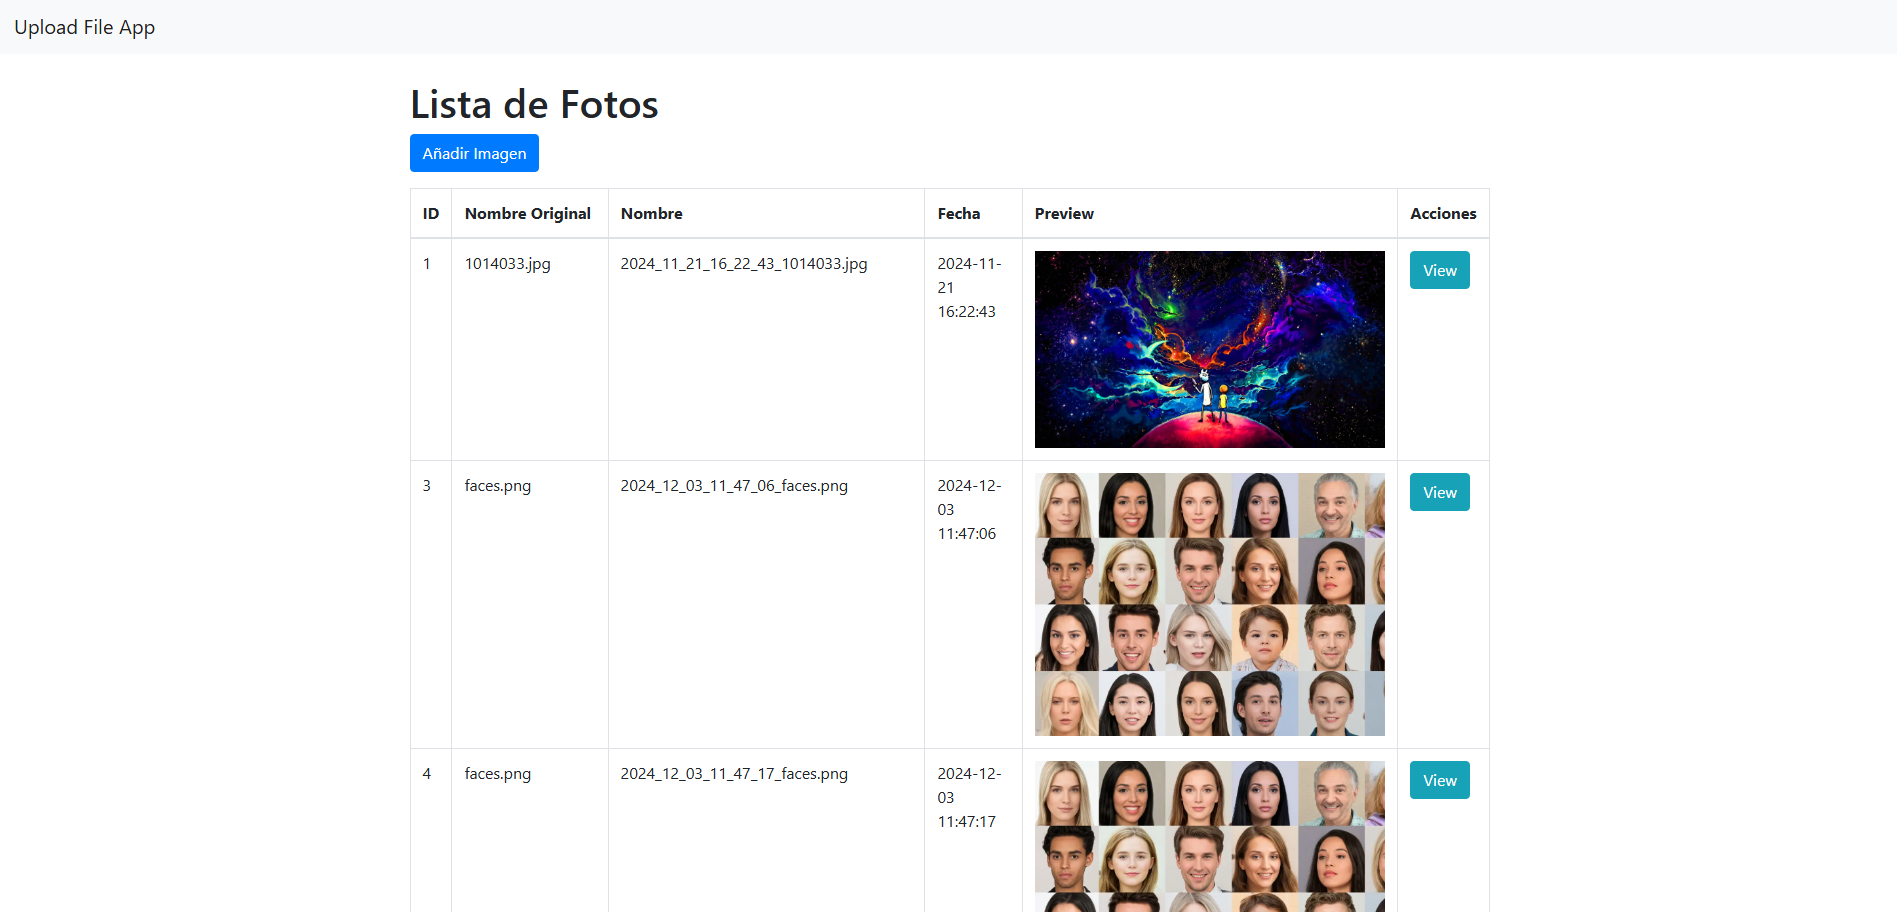 Upload File App
Lista de Fotos
Añadir Imagen
ID Nombre Original Nombre Fecha Preview Acciones
1 1014033.jpg 2024_11_21_16_22_43_1014033.jpg 2024-11- View
21
16:22:43
3 faces.png 2024_12_03_11_47_06_faces.png 2024-12- View
03
11:47:06
4 faces.png 2024_12_03_11_47_17_faces.png 2024-12- View
03
11:47:17